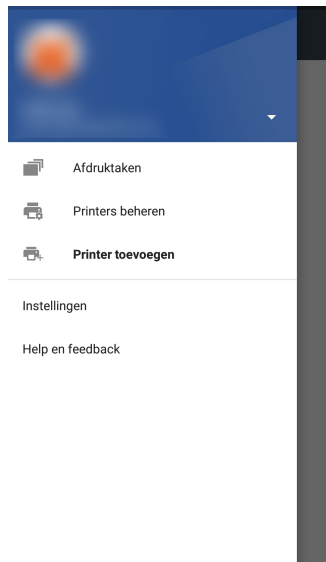 Afdruktaken
Printers beheren
Printer toevoegen
Instellingen
Help en feedback